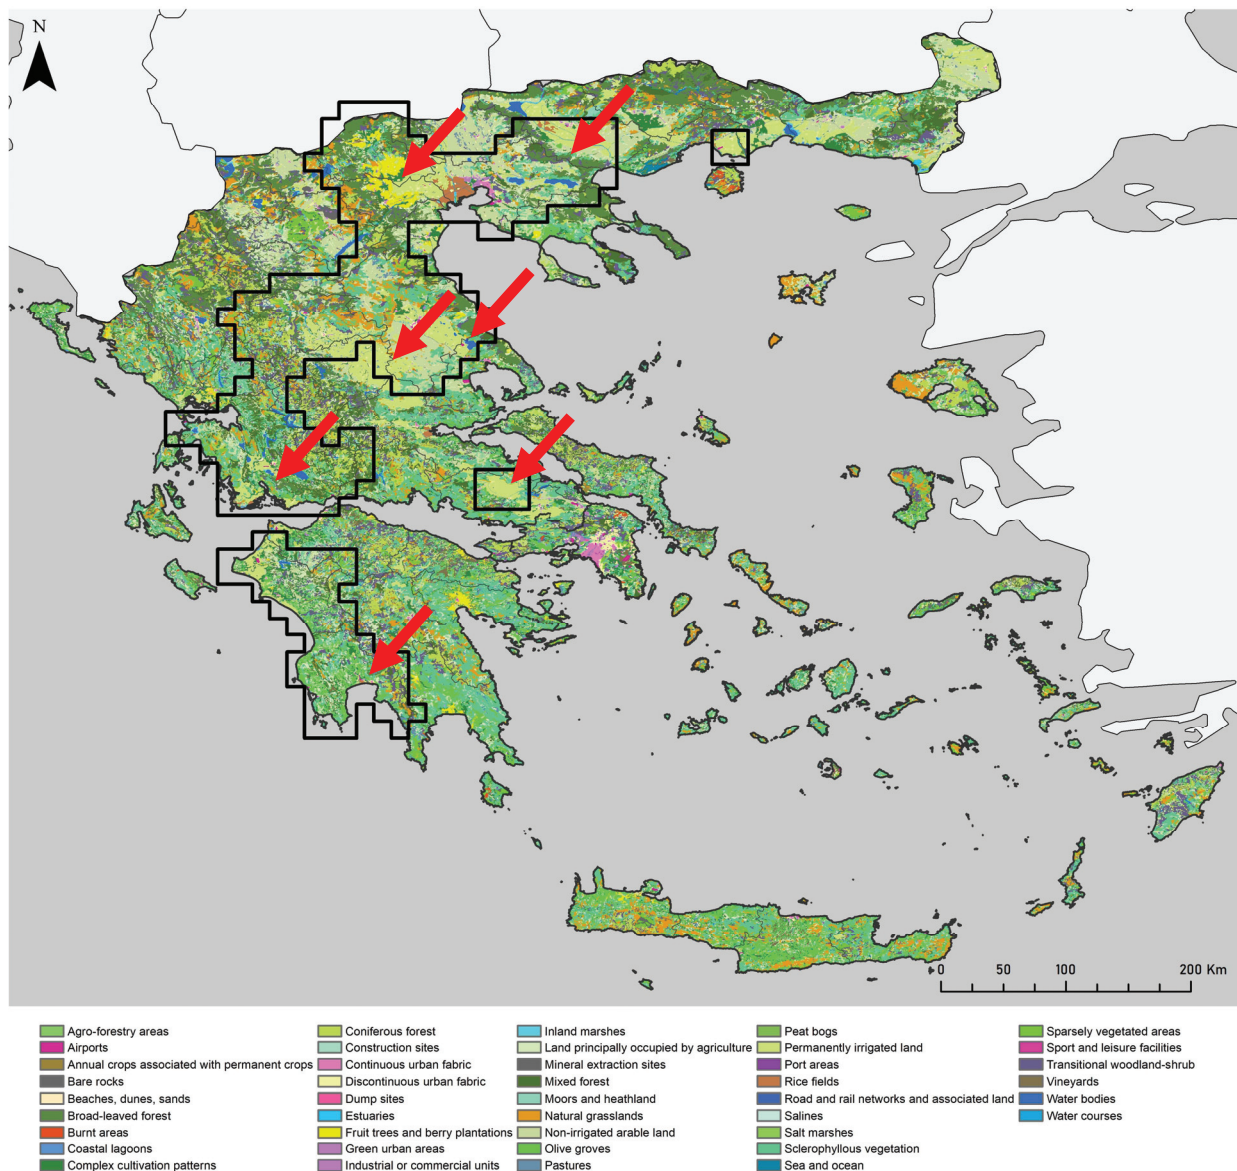 N
0 50 100 200 Km
Agro-forestry areas
Airports
Annual crops associated with permanent crops
Bare rocks
Beaches, dunes, sands
Broad-leaved forest
Burnt areas
Coastal lagoons
Complex cultivation patterns
Coniferous forest
Construction sites
Continuous urban fabric
Discontinuous urban fabric
Dump sites
Estuaries
Fruit trees and berry plantations
Green urban areas
Industrial or commercial units
Inland marshes
Land principally occupied by agriculture
Mineral extraction sites
Mixed forest
Moors and heathland
Natural grasslands
Non-irrigated arable land
Olive groves
Pastures
Peat bogs
Permanently irrigated land
Port areas
Rice fields
Road and rail networks and associated land
Salines
Salt marshes
Sclerophyllous vegetation
Sea and ocean
Sparsely vegetated areas
Sport and leisure facilities
Transitional woodland-shrub
Vineyards
Water bodies
Water courses